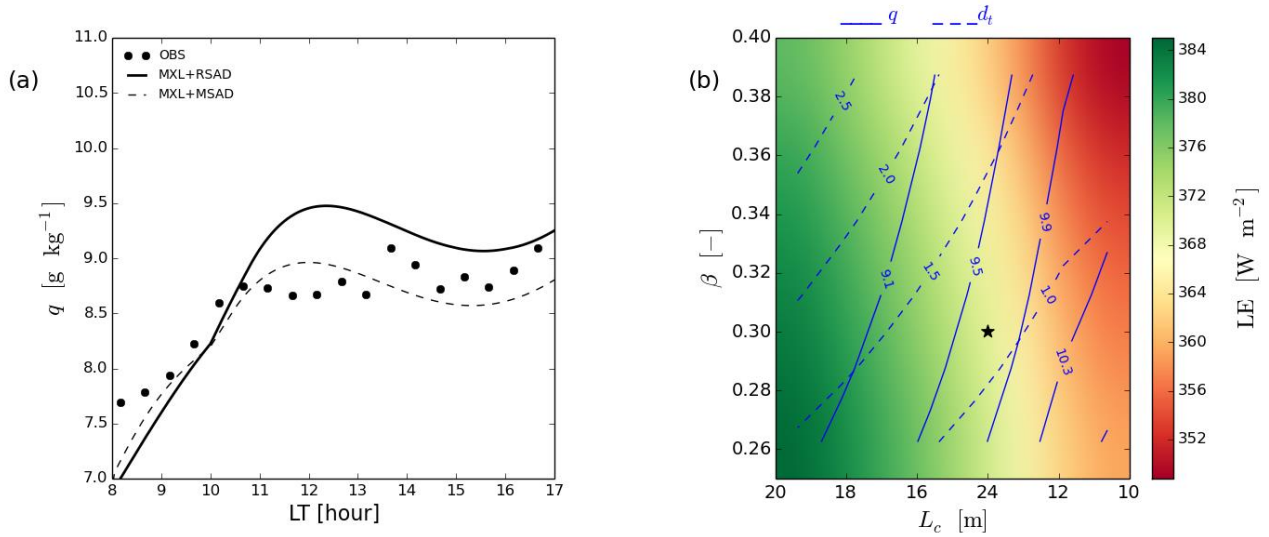 (a)
11.0
10.5
10.0
9.5
9.0
8.5
8.0
7.5
7.0
q [g kg⁻¹]
OBS
MXL+RSAD
MXL+MSAD
8 9 10 11 12 13 14 15 16 17
LT [hour]
(b)
q d_t
0.40
0.38
0.36
0.34
0.32
0.30
0.28
0.26
β [−]
2.5
2.0
1.5
1.0
9.1
9.5
9.9
10.3
20 18 16 24 12 10
L_c [m]
384
380
376
372
368
364
360
356
352
LE [W m⁻²]